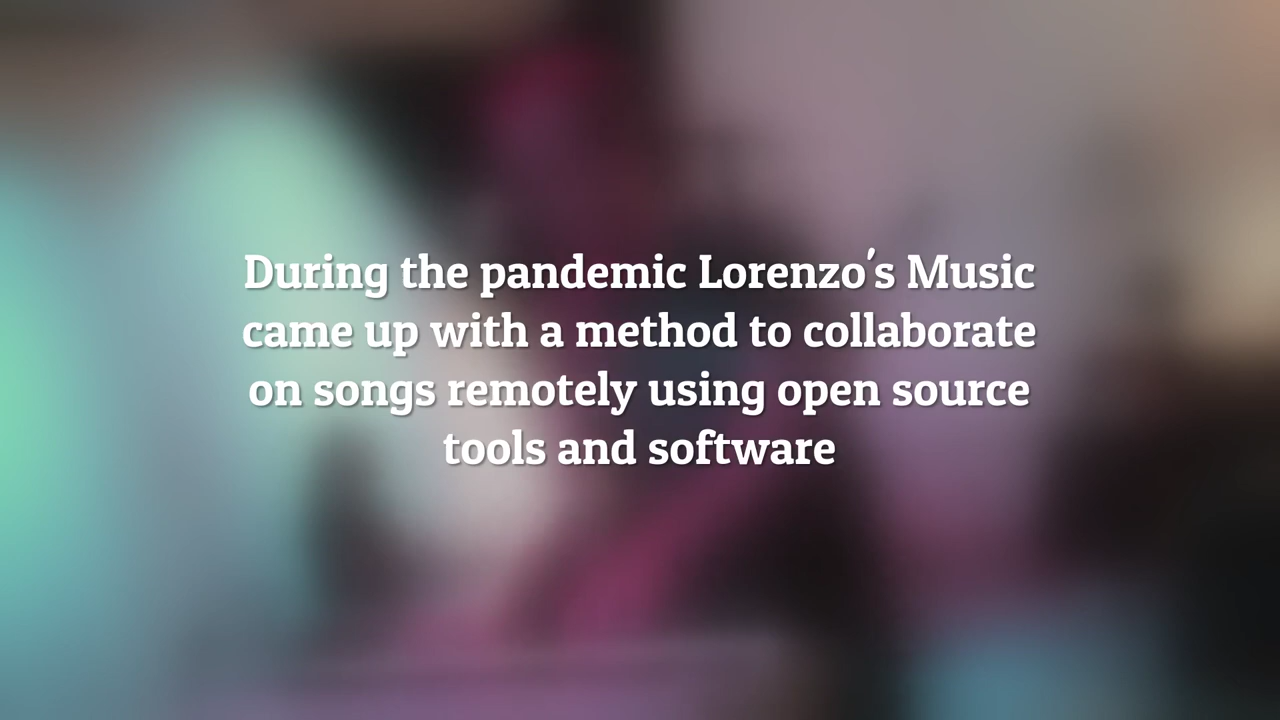 During the pandemic Lorenzo's Music
came up with a method to collaborate
on songs remotely using open source
tools and software